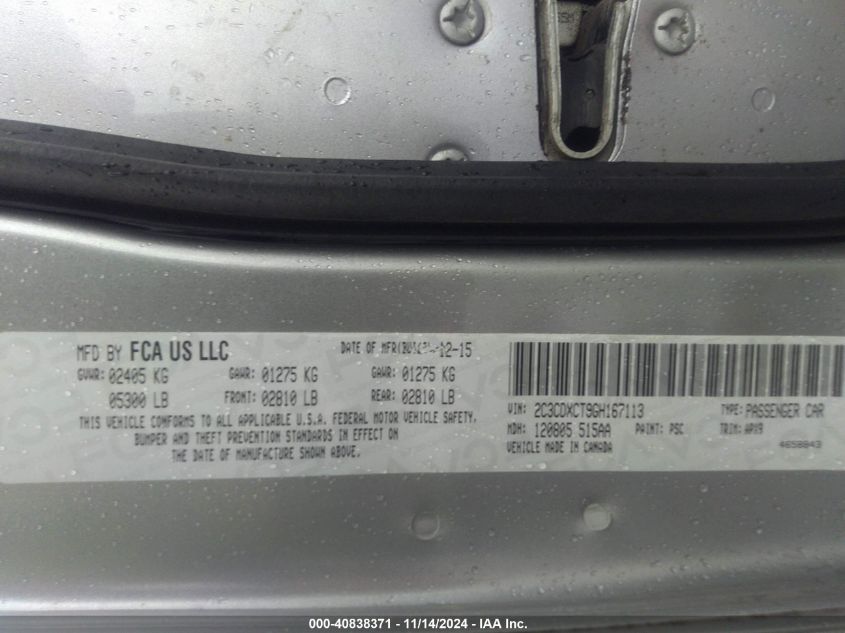 MFD BY FCA US LLC
DATE OF MFR 12-15
GVWR: 02405 KG GAWR: 01275 KG GAWR: 01275 KG
05300 LB FRONT: 02810 LB REAR: 02810 LB
THIS VEHICLE CONFORMS TO ALL APPLICABLE U.S.A. FEDERAL MOTOR VEHICLE SAFETY,
BUMPER AND THEFT PREVENTION STANDARDS IN EFFECT ON
THE DATE OF MANUFACTURE SHOWN ABOVE.
VIN: 2C3CDXCT9GH167113 TYPE: PASSENGER CAR
MDH: 120805 515AA PAINT: PSC TRIM: APX9
VEHICLE MADE IN CANADA 4658843
000-40838371 - 11/14/2024 - IAA Inc.